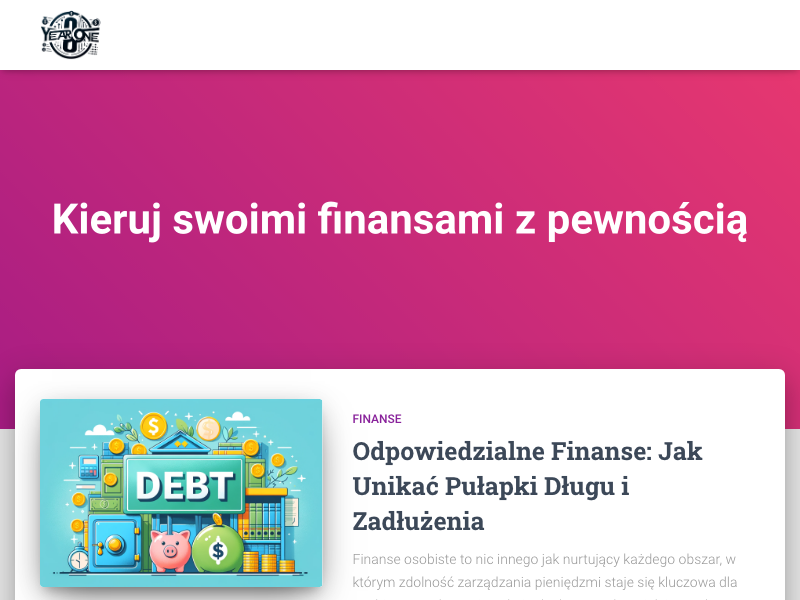 YEAR ONE
Kieruj swoimi finansami z pewnością
DEBT
FINANSE
Odpowiedzialne Finanse: Jak
Unikać Pułapki Długu i
Zadłużenia
Finanse osobiste to nic innego jak nurtujący każdego obszar, w
którym zdolność zarządzania pieniędzmi staje się kluczowa dla